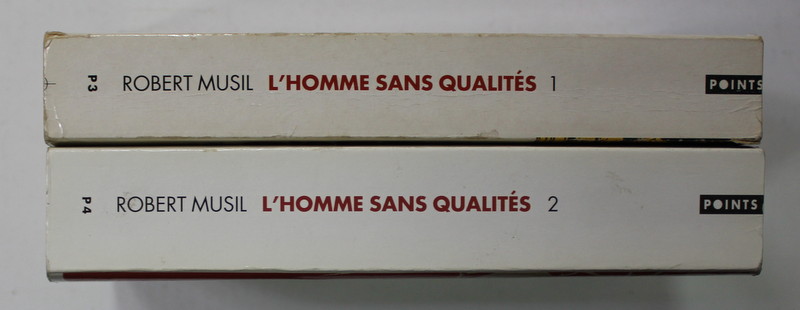 P3 ROBERT MUSIL L'HOMME SANS QUALITÉS 1 POINTS
P4 ROBERT MUSIL L'HOMME SANS QUALITÉS 2 POINTS